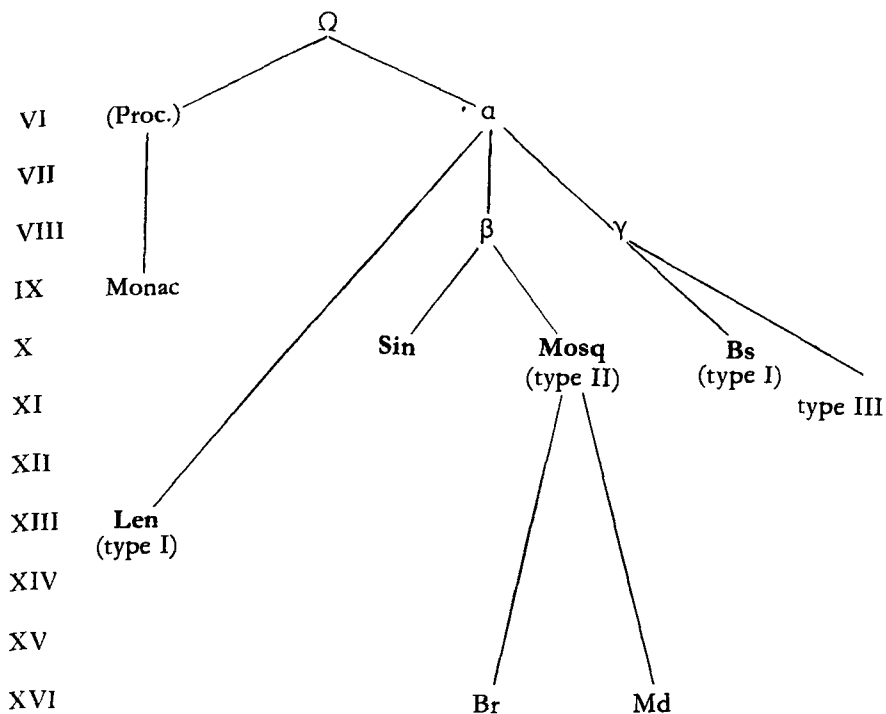 Ω
VI (Proc.) α
VII
VIII β γ
IX Monac
X Sin Mosq Bs
(type II) (type I)
XI type III
XII
XIII Len
(type I)
XIV
XV
XVI Br Md